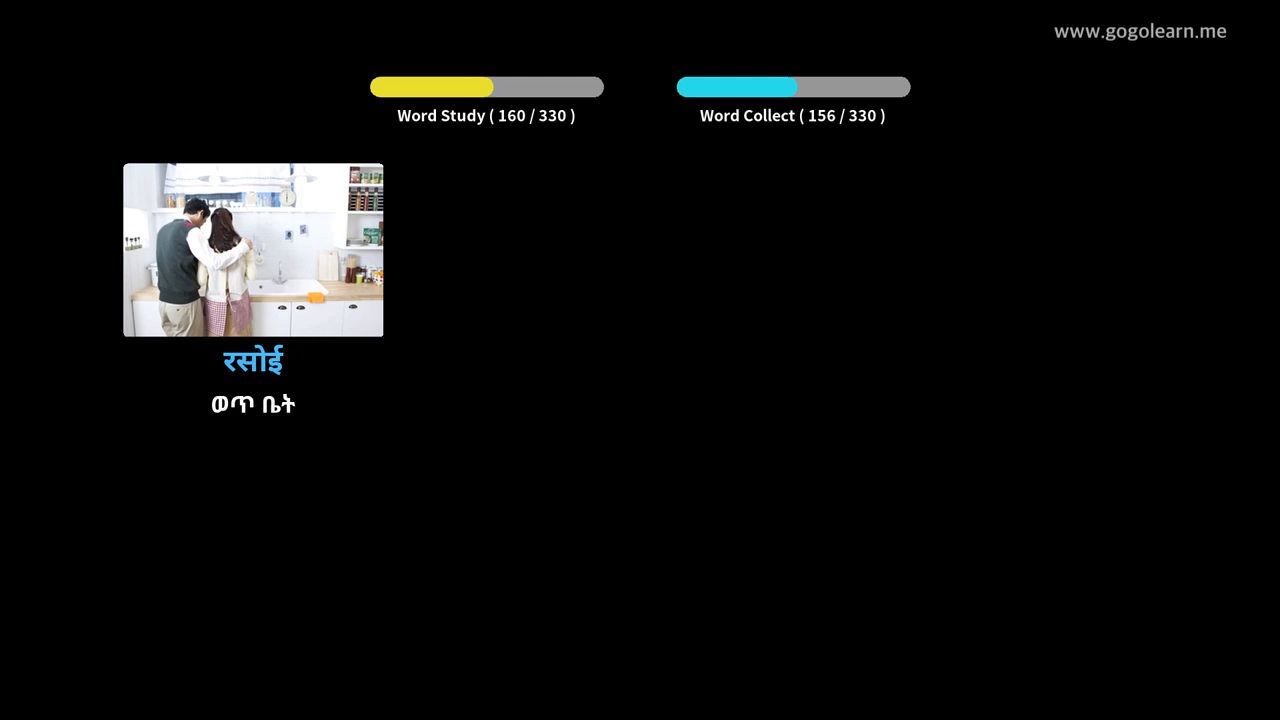 www.gogolearn.me
Word Study ( 160 / 330 )
Word Collect ( 156 / 330 )
रसोई
ወጥ ቤት